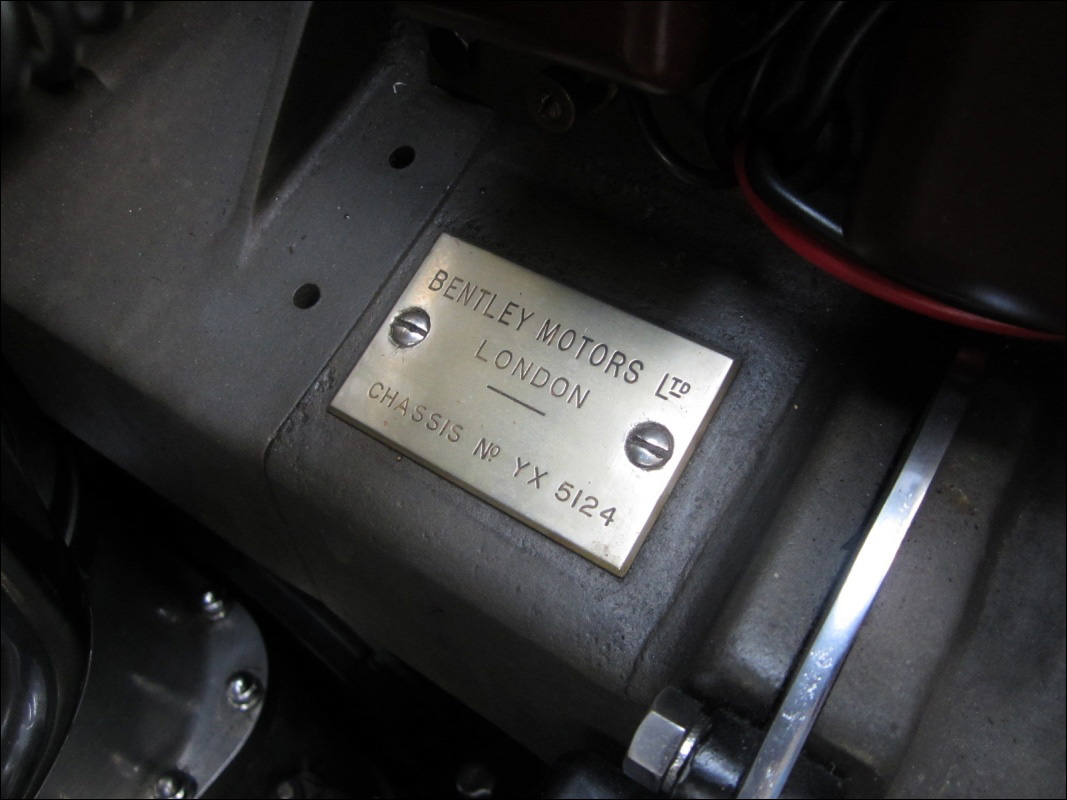 BENTLEY MOTORS LTD
LONDON
CHASSIS Nº YX 5124